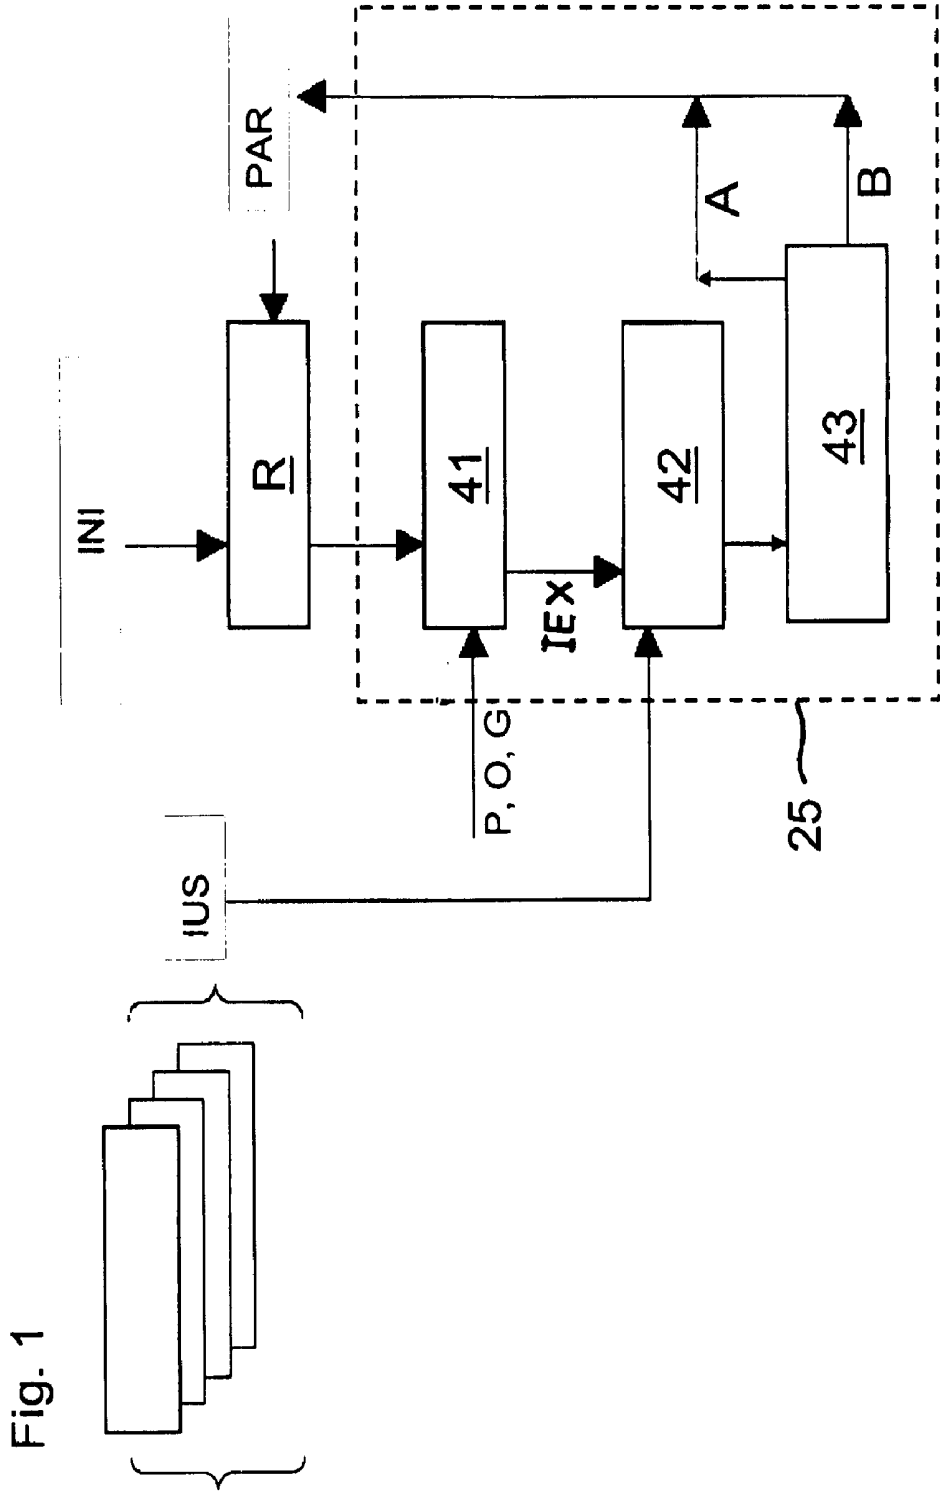 Fig. 1
IUS
INI
R
PAR
P, O, G
41
IEX
42
A
43
B
25